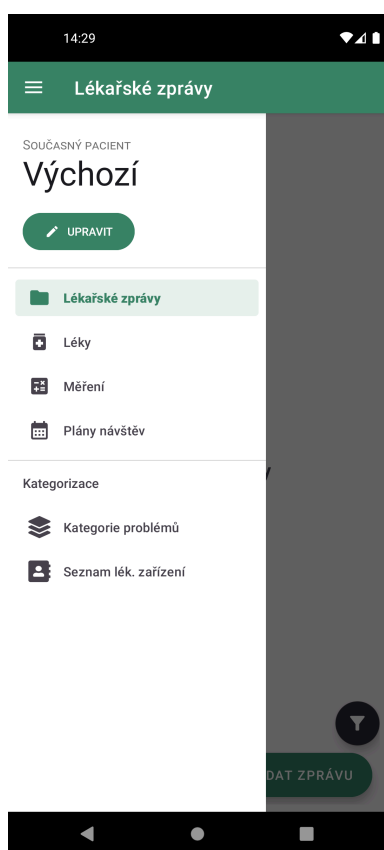 14:29
Lékařské zprávy
Současný pacient
Výchozí
UPRAVIT
Lékařské zprávy
Léky
Měření
Plány návštěv
Kategorizace
Kategorie problémů
Seznam lék. zařízení
DAT ZPRÁVU